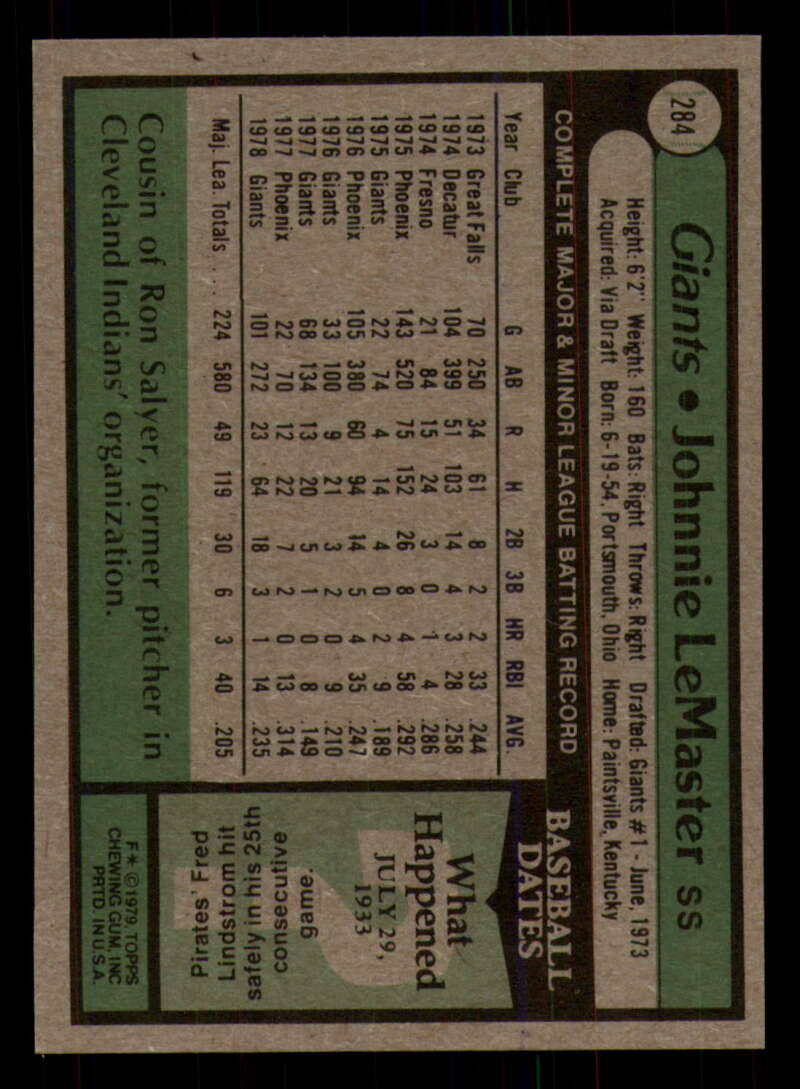 284
Giants • Johnnie LeMaster SS
Height: 6'2" Weight: 160 Bats: Right Throws: Right Drafted: Giants #1 - June, 1973
Acquired: Via Draft Born: 6-19-54, Portsmouth, Ohio Home: Paintsville, Kentucky
COMPLETE MAJOR & MINOR LEAGUE BATTING RECORD
Year Club G AB R H 2B 3B HR RBI AVG.
1973 Great Falls 70 250 34 61 8 2 2 33 .244
1974 Decatur 104 399 51 103 14 4 3 28 .258
1974 Fresno 21 84 15 24 3 0 1 4 .286
1975 Phoenix 143 520 75 152 26 8 4 58 .292
1975 Giants 22 74 4 14 4 0 2 9 .189
1976 Phoenix 105 380 60 94 14 5 4 35 .247
1976 Giants 33 100 9 21 3 2 0 9 .210
1977 Giants 68 134 13 20 5 1 0 8 .149
1977 Phoenix 22 70 12 22 7 2 0 13 .314
1978 Giants 101 272 23 64 18 3 1 14 .235
Maj. Lea. Totals . . . 224 580 49 119 30 6 3 40 .205
Cousin of Ron Salyer, former pitcher in
Cleveland Indians' organization.
BASEBALL
DATES
What
Happened
JULY 29,
1933
Pirates' Fred
Lindstrom hit
safely in his 25th
consecutive
game.
F * © 1979 TOPPS
CHEWING GUM, INC
PRTD. IN U.S.A.